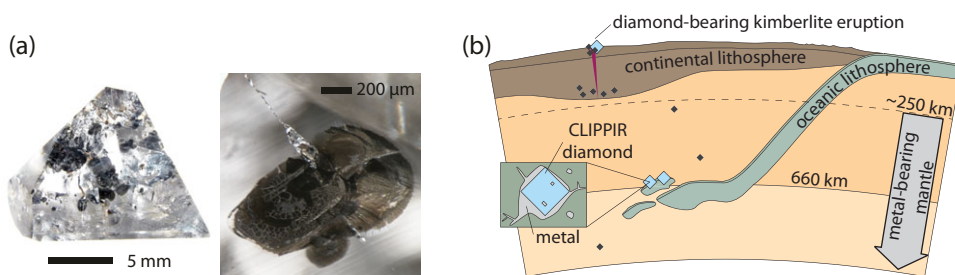 (a)
200 µm
5 mm
(b)
diamond-bearing kimberlite eruption
continental lithosphere
oceanic lithosphere
~250 km
CLIPPIR
diamond
660 km
metal
metal-bearing
mantle